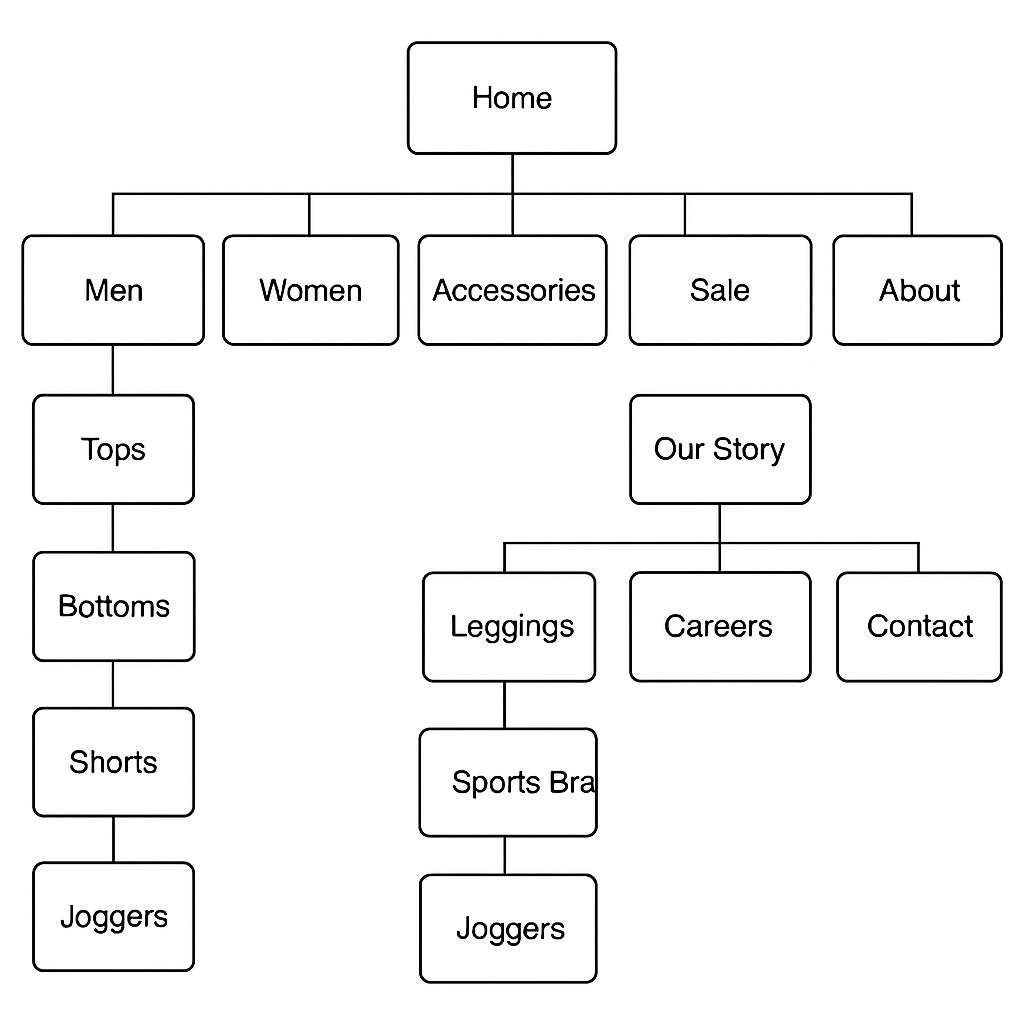 Home
Men
Women
Accessories
Sale
About
Tops
Our Story
Bottoms
Leggings
Careers
Contact
Shorts
Sports Bra
Joggers
Joggers